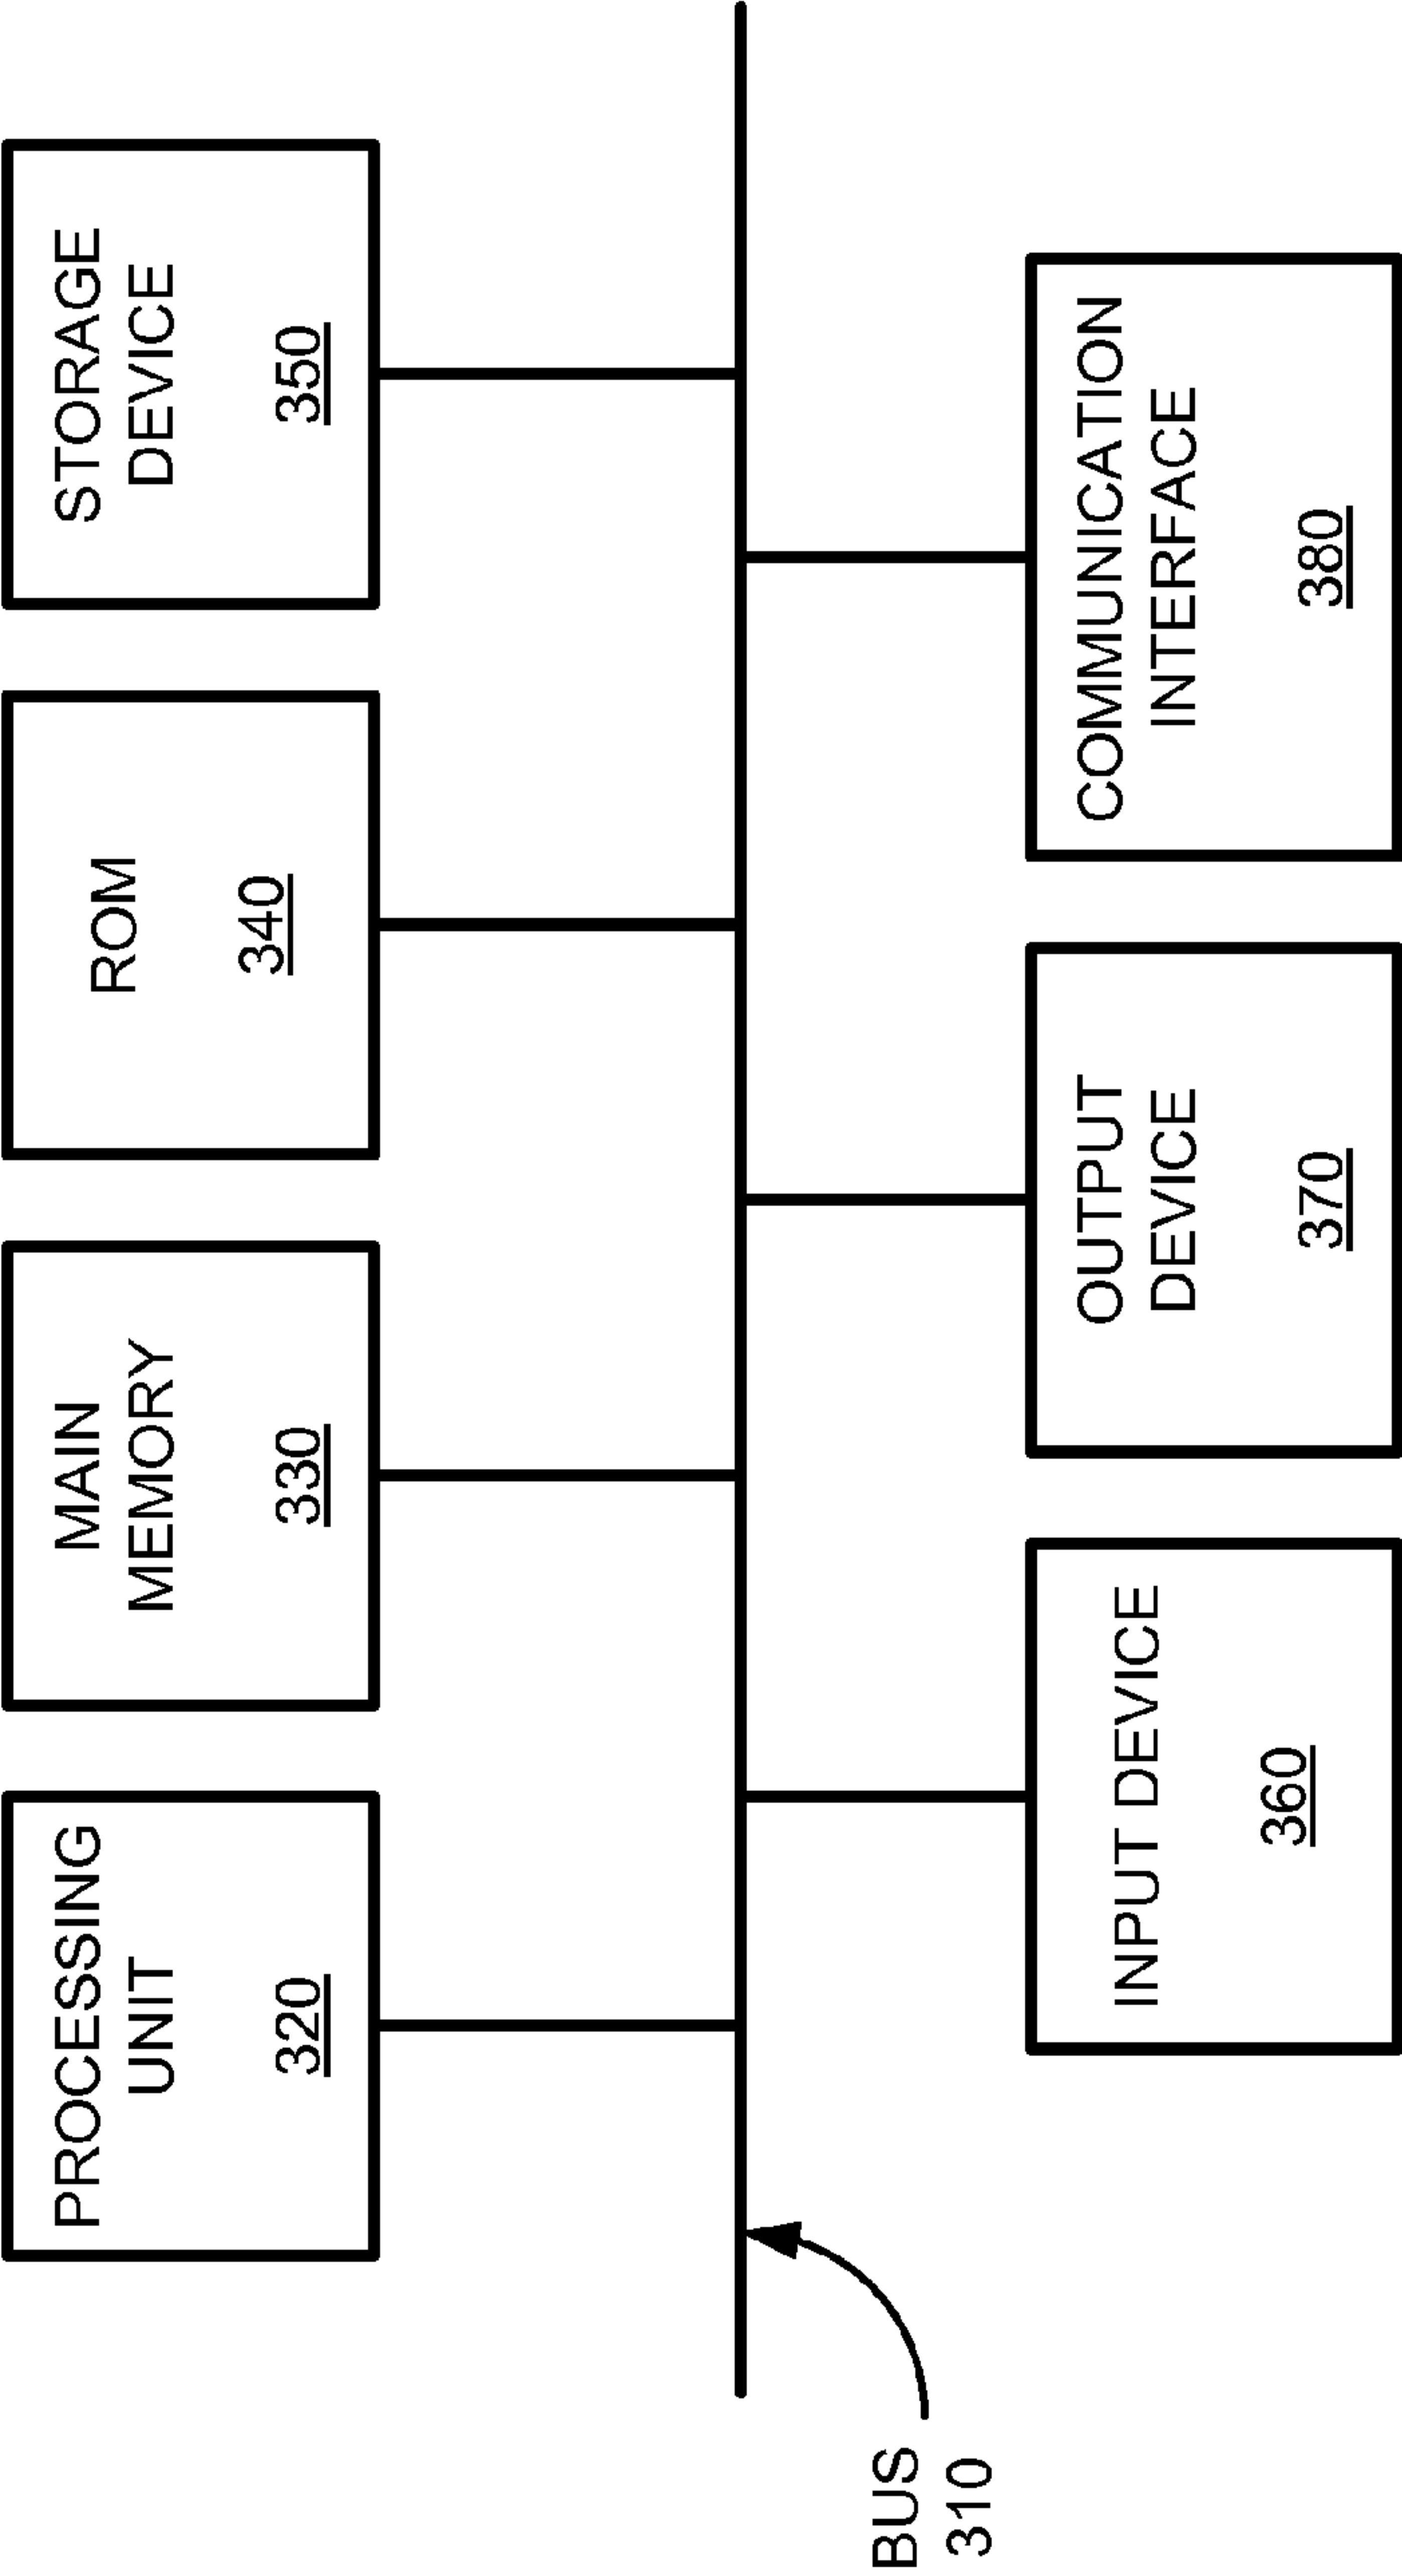 PROCESSING
UNIT
320
MAIN
MEMORY
330
ROM
340
STORAGE
DEVICE
350
BUS
310
INPUT DEVICE
360
OUTPUT
DEVICE
370
COMMUNICATION
INTERFACE
380